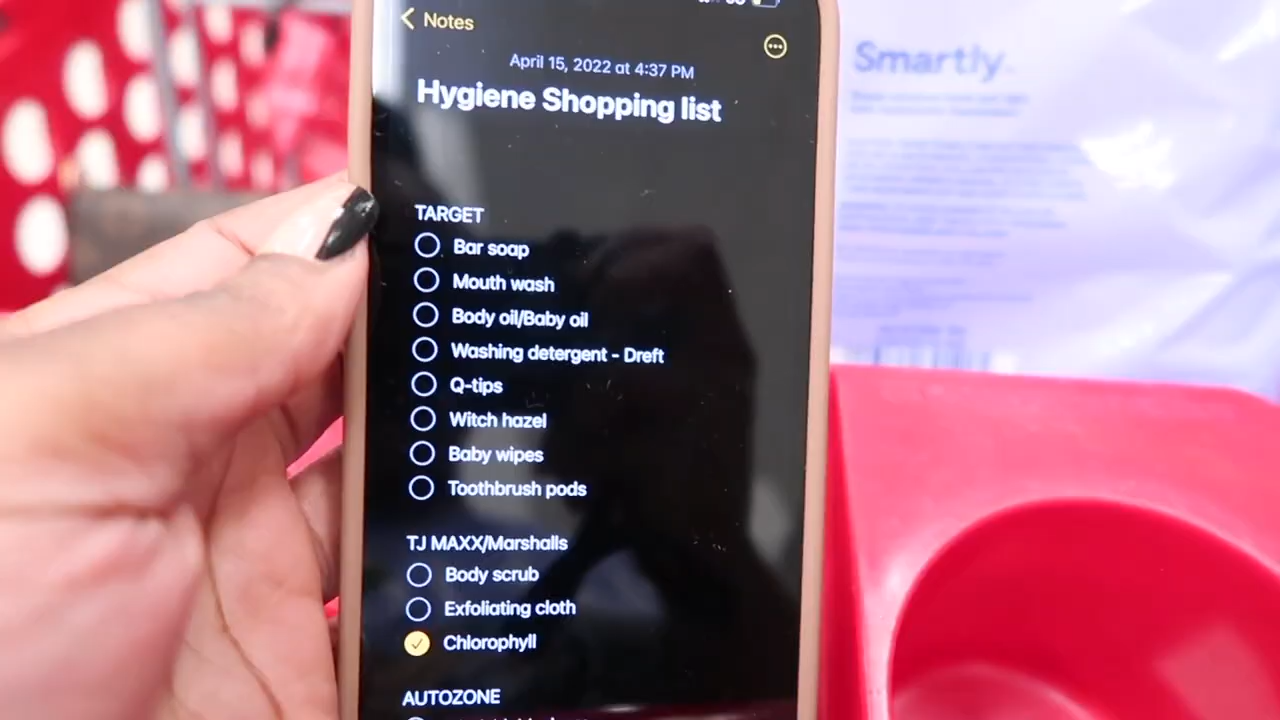 Notes
April 15, 2022 at 4:37 PM
Hygiene Shopping list
TARGET
Bar soap
Mouth wash
Body oil/Baby oil
Washing detergent - Dreft
Q-tips
Witch hazel
Baby wipes
Toothbrush pods
TJ MAXX/Marshalls
Body scrub
Exfoliating cloth
Chlorophyll
AUTOZONE
Smartly